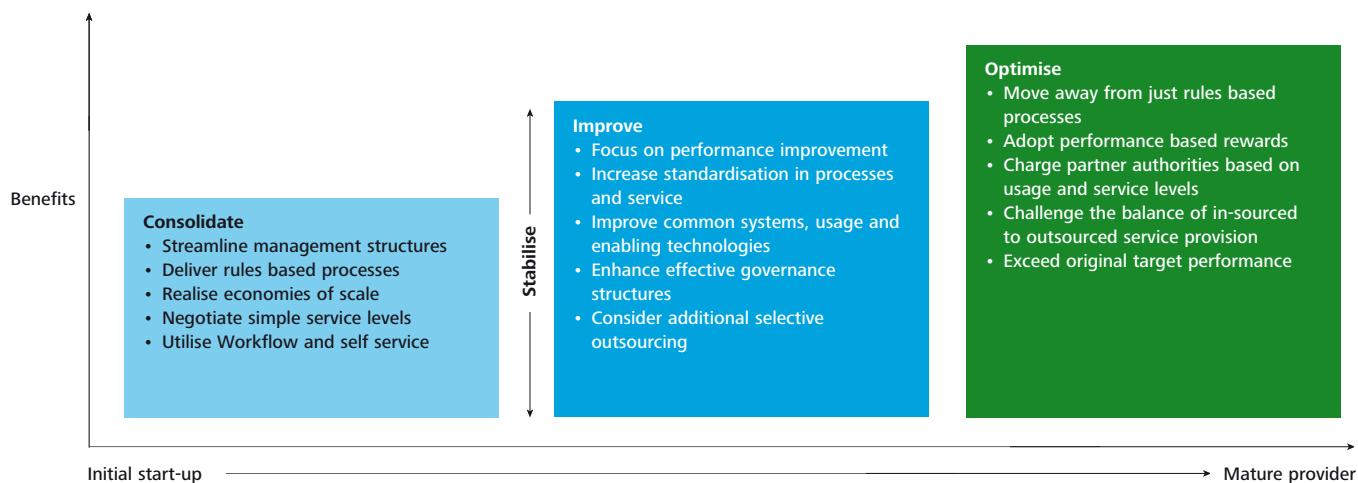 Benefits
Consolidate
• Streamline management structures
• Deliver rules based processes
• Realise economies of scale
• Negotiate simple service levels
• Utilise Workflow and self service
Stabilise
Improve
• Focus on performance improvement
• Increase standardisation in processes
and service
• Improve common systems, usage and
enabling technologies
• Enhance effective governance
structures
• Consider additional selective
outsourcing
Optimise
• Move away from just rules based
processes
• Adopt performance based rewards
• Charge partner authorities based on
usage and service levels
• Challenge the balance of in-sourced
to outsourced service provision
• Exceed original target performance
Initial start-up
Mature provider